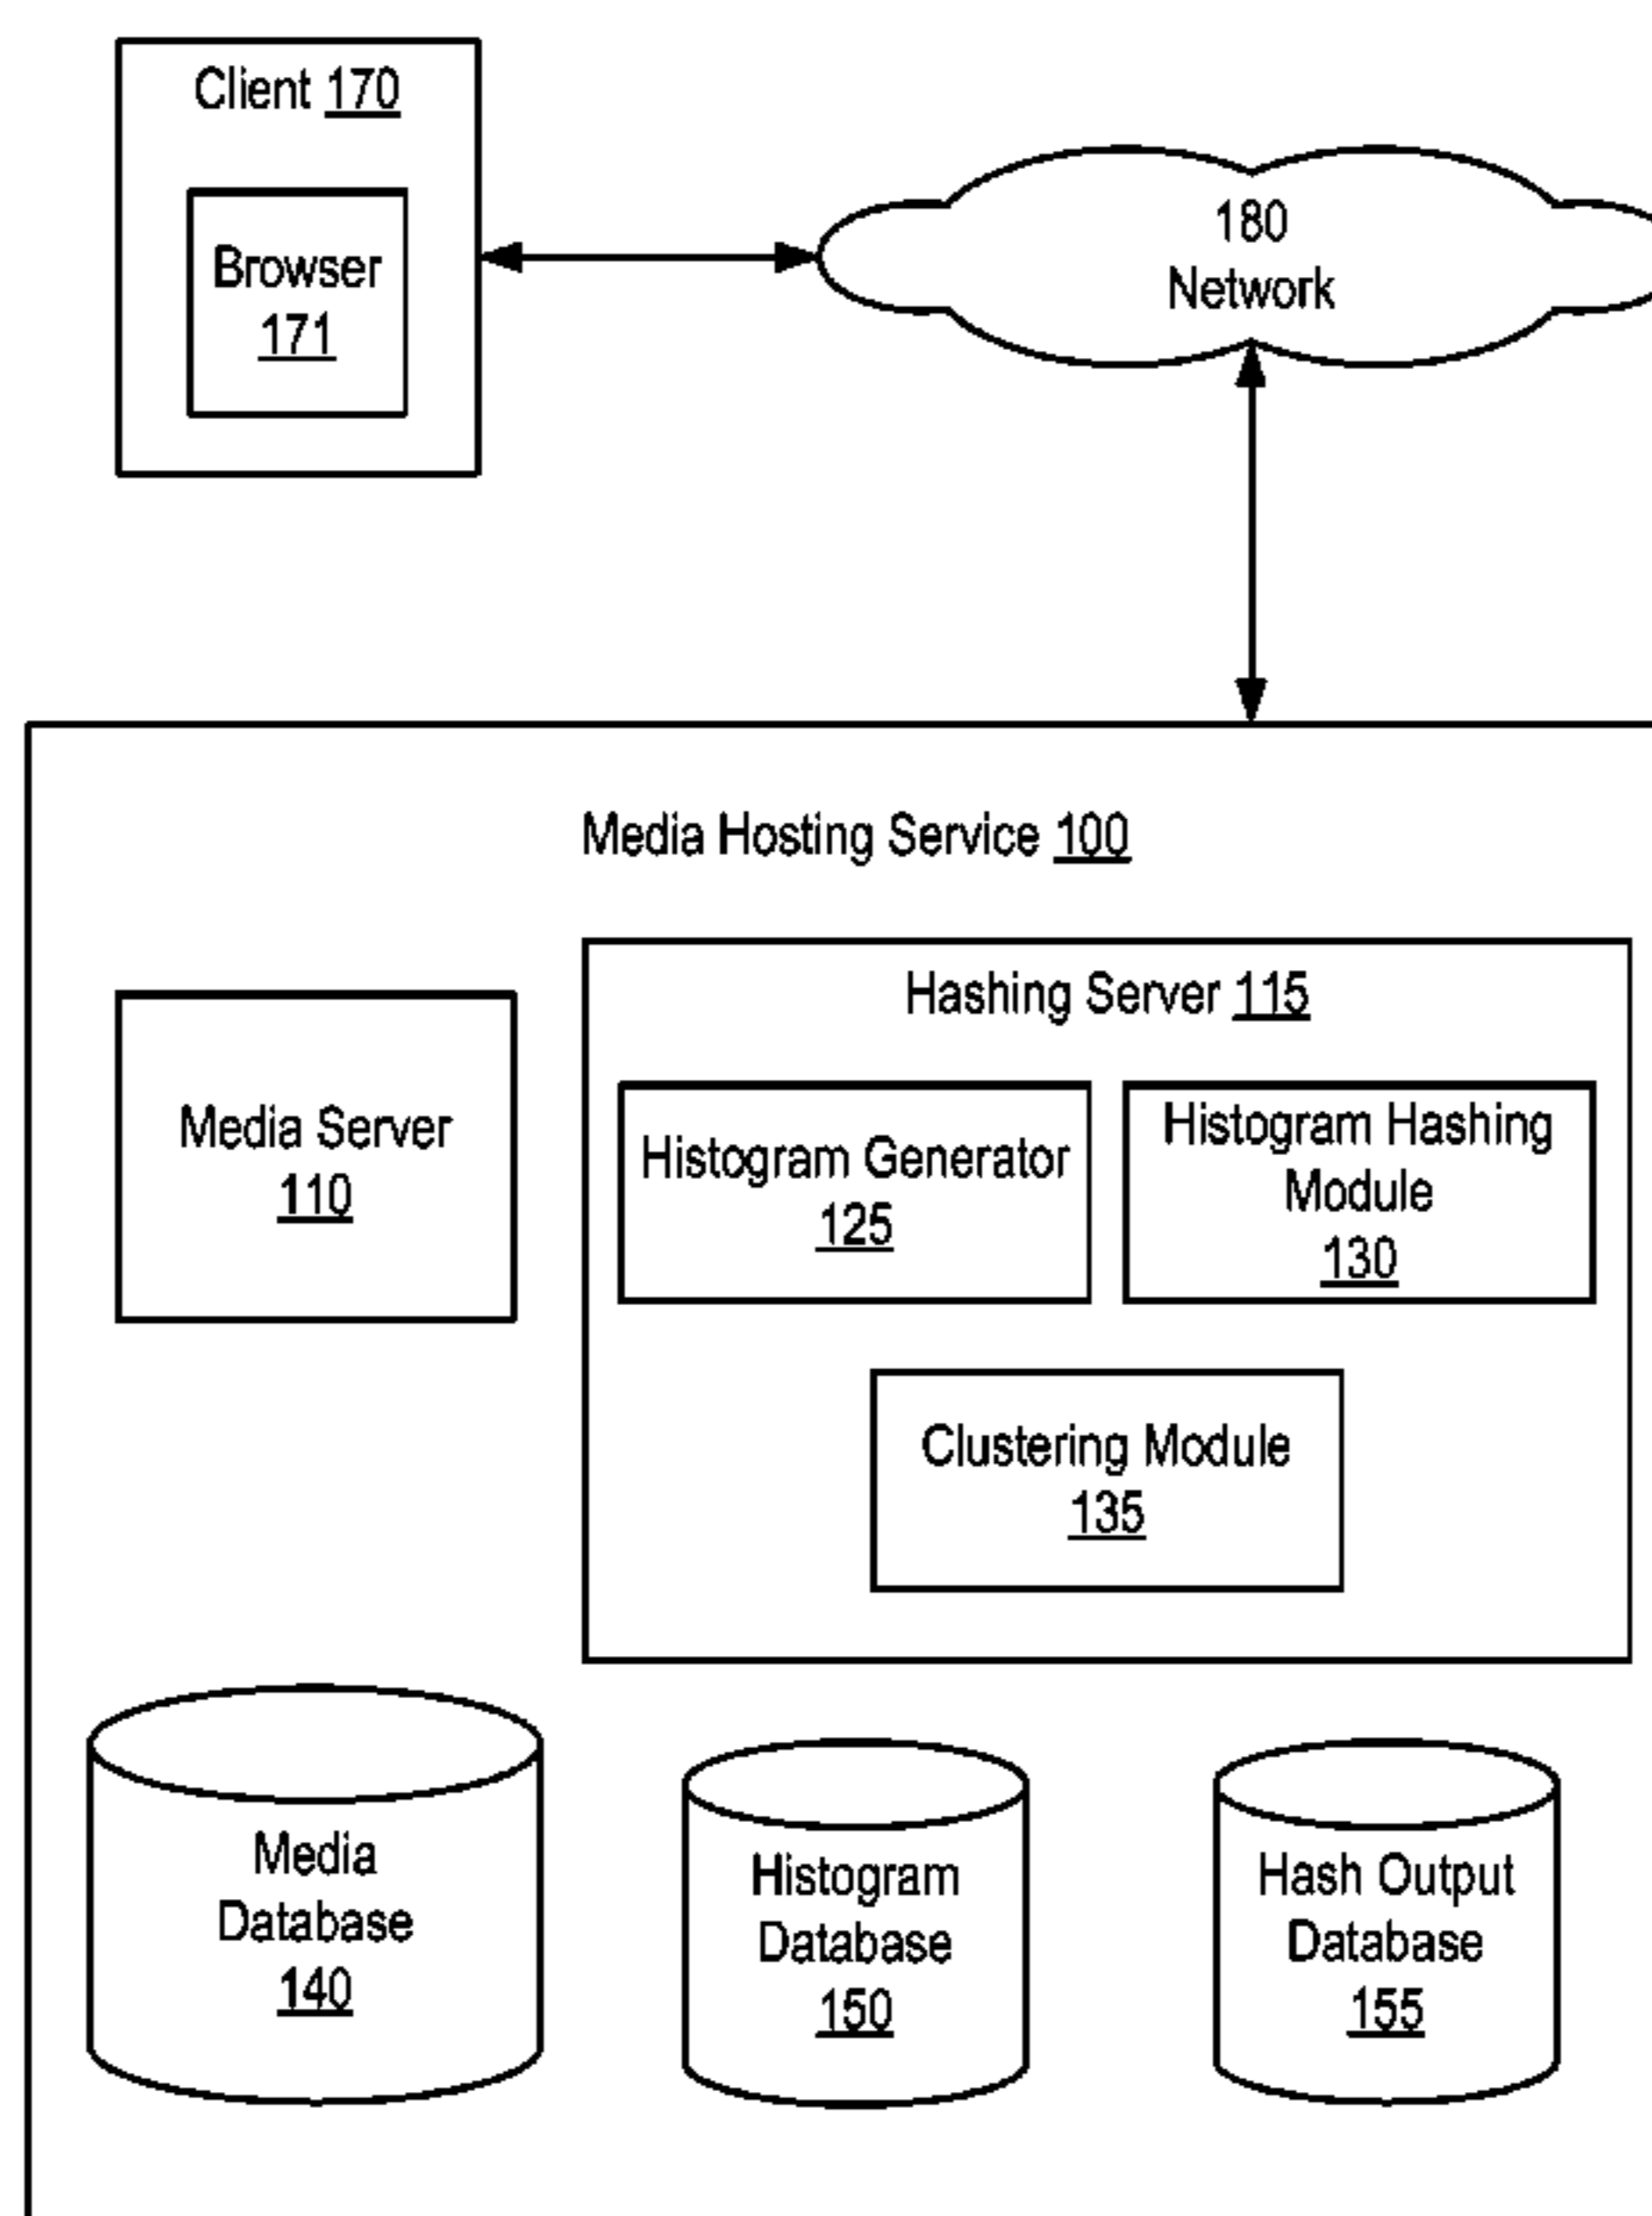 Client 170
Browser
171
180
Network
Media Hosting Service 100
Hashing Server 115
Media Server
110
Histogram Generator
125
Histogram Hashing
Module
130
Clustering Module
135
Media
Database
140
Histogram
Database
150
Hash Output
Database
155